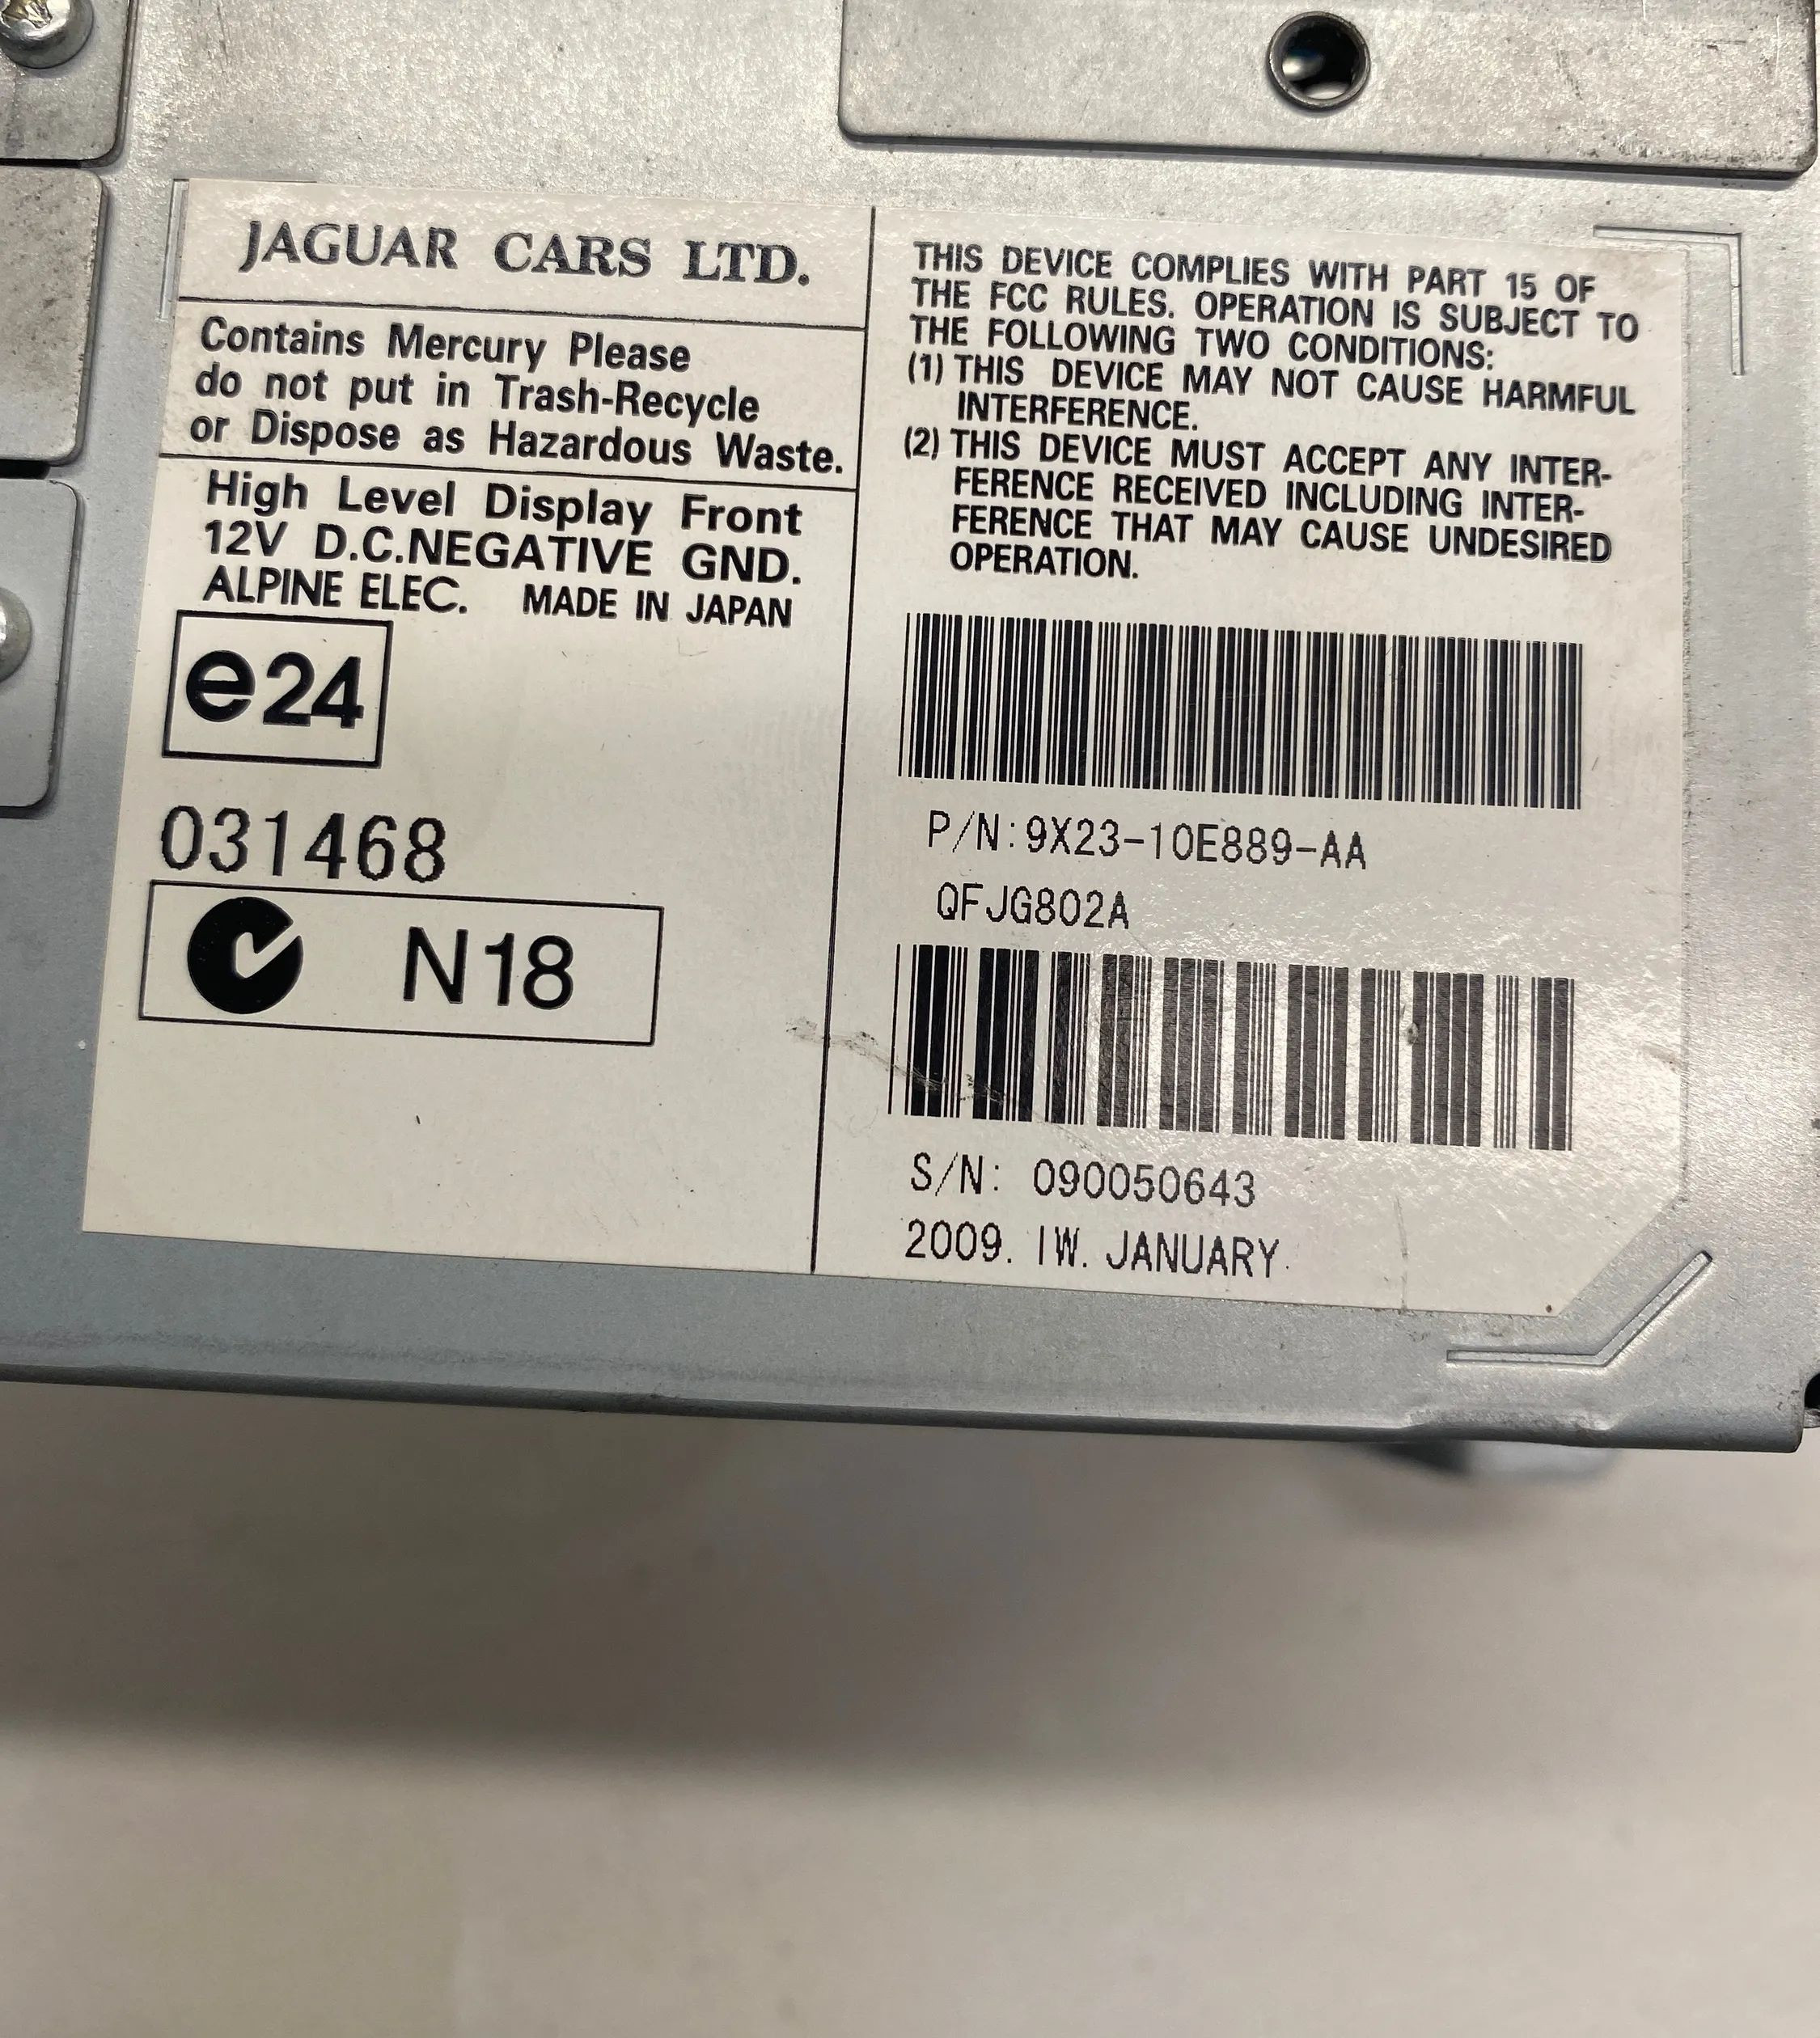 JAGUAR CARS LTD.
Contains Mercury Please
do not put in Trash-Recycle
or Dispose as Hazardous Waste.
High Level Display Front
12V D.C.NEGATIVE GND.
ALPINE ELEC. MADE IN JAPAN
e24
031468
N18
THIS DEVICE COMPLIES WITH PART 15 OF
THE FCC RULES. OPERATION IS SUBJECT TO
THE FOLLOWING TWO CONDITIONS:
(1) THIS DEVICE MAY NOT CAUSE HARMFUL
INTERFERENCE.
(2) THIS DEVICE MUST ACCEPT ANY INTER-
FERENCE RECEIVED INCLUDING INTER-
FERENCE THAT MAY CAUSE UNDESIRED
OPERATION.
P/N:9X23-10E889-AA
QFJG802A
S/N: 090050643
2009. 1W. JANUARY